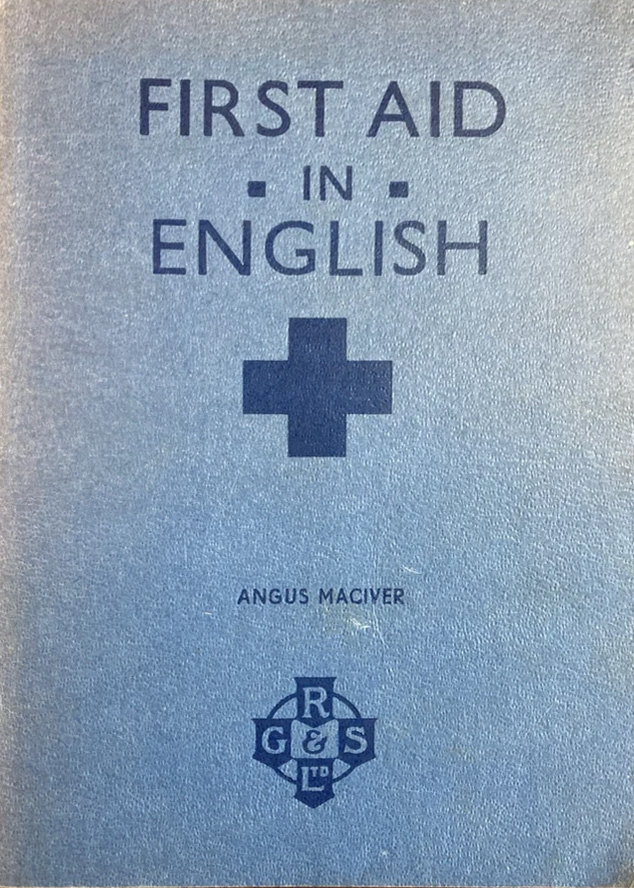 FIRST AID
▪ IN ▪
ENGLISH
ANGUS MACIVER
R
G & S
LTD